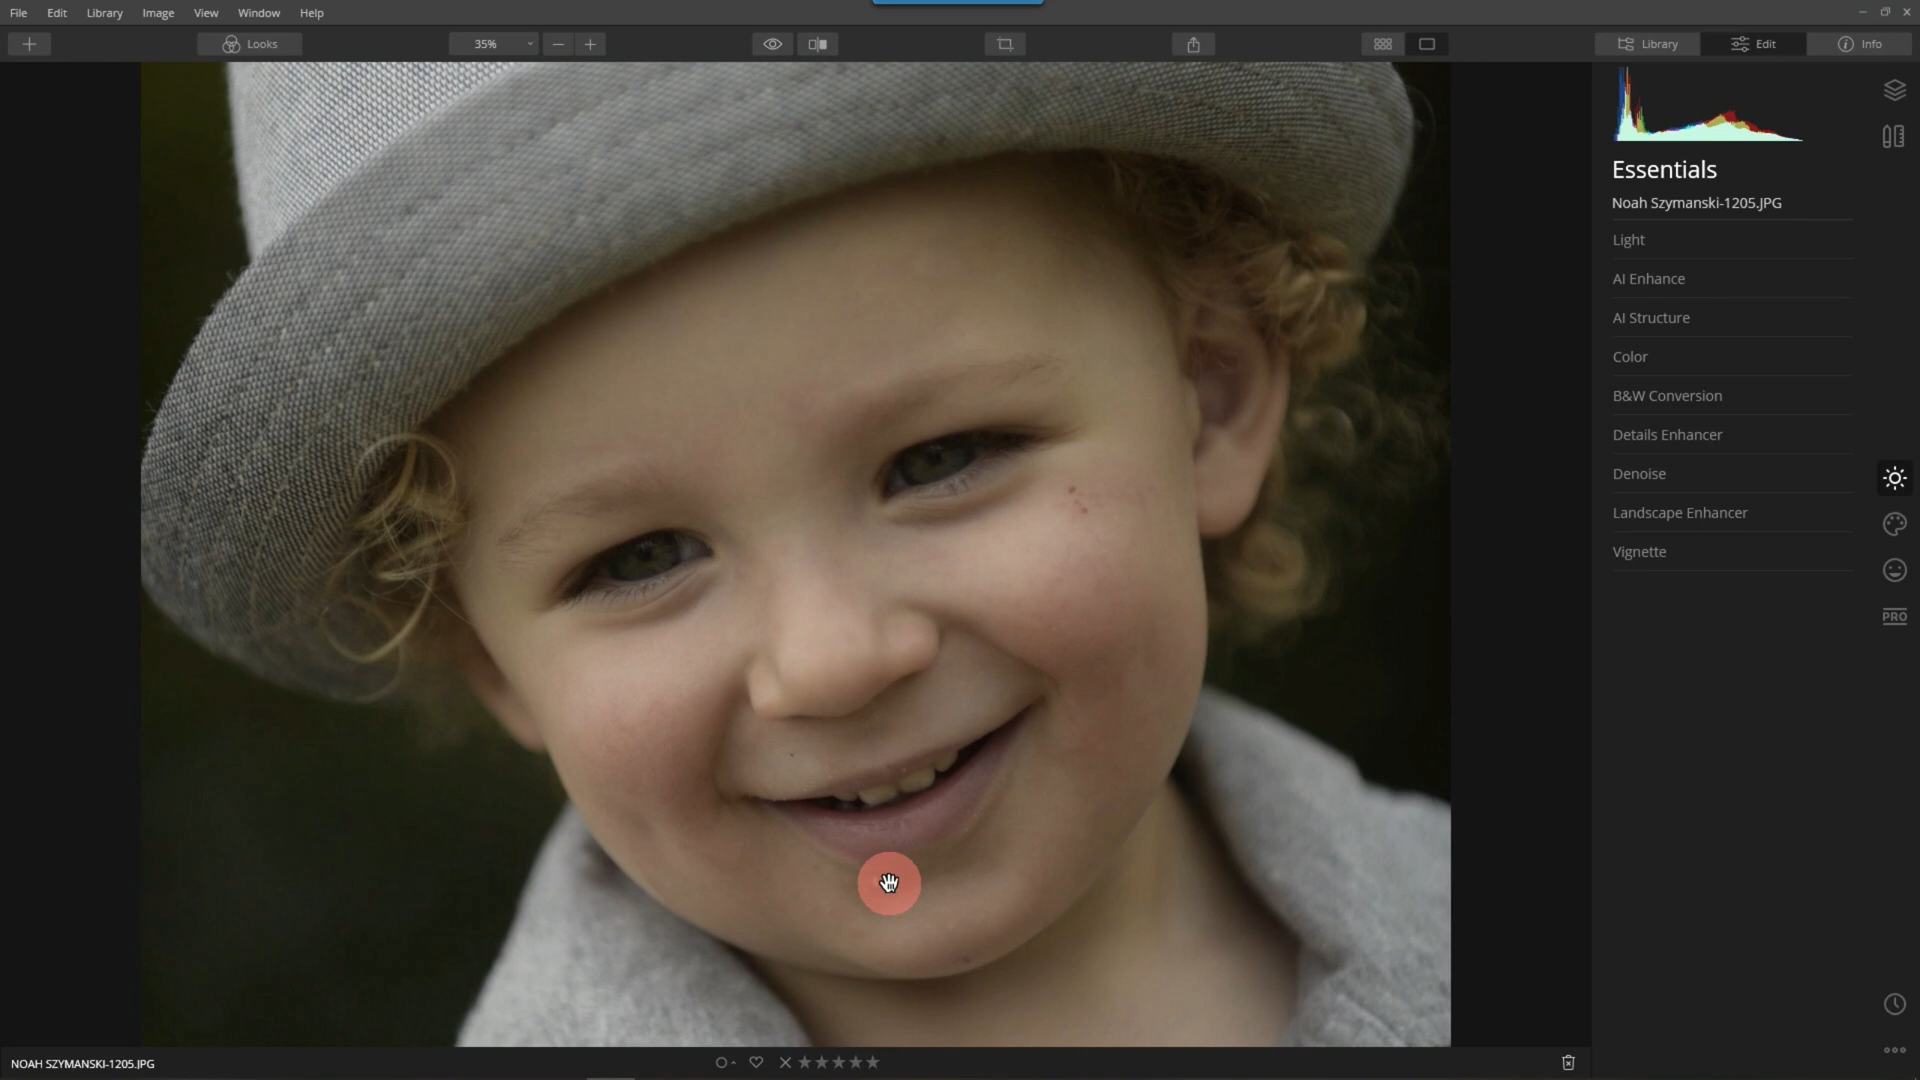 File Edit Library Image View Window Help
Looks 35% Library Edit Info
Essentials
Noah Szymanski-1205.JPG
Light
AI Enhance
AI Structure
Color
B&W Conversion
Details Enhancer
Denoise
Landscape Enhancer
Vignette
PRO
NOAH SZYMANSKI-1205.JPG